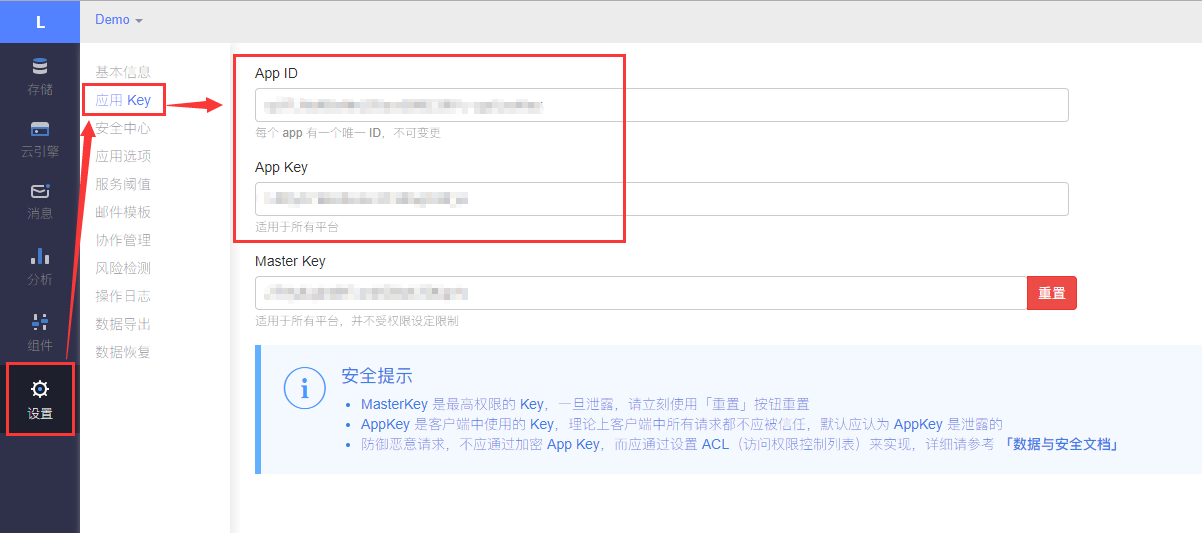 L
Demo
存储
云引擎
消息
分析
组件
设置
基本信息
应用 Key
安全中心
应用选项
服务阈值
邮件模板
协作管理
风险检测
操作日志
数据导出
数据恢复
App ID
每个 app 有一个唯一 ID，不可变更
App Key
适用于所有平台
Master Key
重置
适用于所有平台，并不受权限设定限制
安全提示
MasterKey 是最高权限的 Key，一旦泄露，请立刻使用「重置」按钮重置
AppKey 是客户端中使用的 Key，理论上客户端中所有请求都不应被信任，默认应认为 AppKey 是泄露的
防御恶意请求，不应通过加密 App Key，而应通过设置 ACL（访问权限控制列表）来实现，详细请参考 「数据与安全文档」